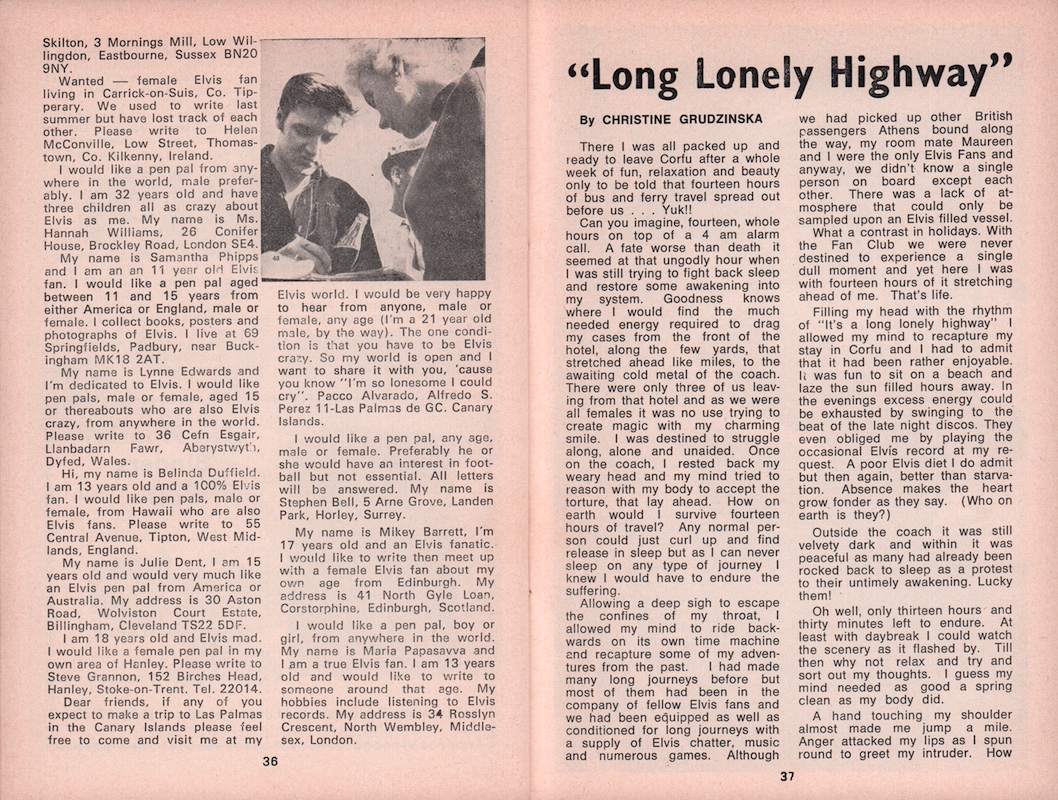 Skilton, 3 Mornings Mill, Low Wil-
lingdon, Eastbourne, Sussex BN20
9NY.
Wanted — female Elvis fan
living in Carrick-on-Suis, Co. Tip-
perary. We used to write last
summer but have lost track of each
other. Please write to Helen
McConville, Low Street, Thomas-
town, Co. Kilkenny, Ireland.
I would like a pen pal from any-
where in the world, male prefer-
ably. I am 32 years old and have
three children all as crazy about
Elvis as me. My name is Ms.
Hannah Williams, 26 Conifer
House, Brockley Road, London SE4.
My name is Samantha Phipps
and I am an an 11 year old Elvis
fan. I would like a pen pal aged
between 11 and 15 years from
either America or England, male or
female. I collect books, posters and
photographs of Elvis. I live at 69
Springfields, Padbury, near Buck-
ingham MK18 2AT.
My name is Lynne Edwards and
I'm dedicated to Elvis. I would like
pen pals, male or female, aged 15
or thereabouts who are also Elvis
crazy, from anywhere in the world.
Please write to 36 Cefn Esgair,
Llanbadarn Fawr, Aberystwyth,
Dyfed, Wales.
Hi, my name is Belinda Duffield.
I am 13 years old and a 100% Elvis
fan. I would like pen pals, male or
female, from Hawaii who are also
Elvis fans. Please write to 55
Central Avenue, Tipton, West Mid-
lands, England.
My name is Julie Dent, I am 15
years old and would very much like
an Elvis pen pal from America or
Australia. My address is 30 Aston
Road, Wolviston Court Estate,
Billingham, Cleveland TS22 5DF.
I am 18 years old and Elvis mad.
I would like a female pen pal in my
own area of Hanley. Please write to
Steve Grannon, 152 Birches Head,
Hanley, Stoke-on-Trent. Tel. 22014.
Dear friends, if any of you
expect to make a trip to Las Palmas
in the Canary Islands please feel
free to come and visit me at my
Elvis world. I would be very happy
to hear from anyone, male or
female, any age (I'm a 21 year old
male, by the way). The one condi-
tion is that you have to be Elvis
crazy. So my world is open and I
want to share it with you, 'cause
you know "I'm so lonesome I could
cry". Pacco Alvarado, Alfredo S.
Perez 11-Las Palmas de GC. Canary
Islands.
I would like a pen pal, any age,
male or female. Preferably he or
she would have an interest in foot-
ball but not essential. All letters
will be answered. My name is
Stephen Bell, 5 Arne Grove, Landen
Park, Horley, Surrey.
My name is Mikey Barrett, I'm
17 years old and an Elvis fanatic.
I would like to write then meet up
with a female Elvis fan about my
own age from Edinburgh. My
address is 41 North Gyle Loan,
Corstorphine, Edinburgh, Scotland.
I would like a pen pal, boy or
girl, from anywhere in the world.
My name is Maria Papasavva and
I am a true Elvis fan. I am 13 years
old and would like to write to
someone around that age. My
hobbies include listening to Elvis
records. My address is 34 Rosslyn
Crescent, North Wembley, Middle-
sex, London.
36
"Long Lonely Highway"
By CHRISTINE GRUDZINSKA
There I was all packed up and
ready to leave Corfu after a whole
week of fun, relaxation and beauty
only to be told that fourteen hours
of bus and ferry travel spread out
before us . . . Yuk!!
Can you imagine, fourteen, whole
hours on top of a 4 am alarm
call. A fate worse than death it
seemed at that ungodly hour when
I was still trying to fight back sleep
and restore some awakening into
my system. Goodness knows
where I would find the much
needed energy required to drag
my cases from the front of the
hotel, along the few yards, that
stretched ahead like miles, to the
awaiting cold metal of the coach.
There were only three of us leav-
ing from that hotel and as we were
all females it was no use trying to
create magic with my charming
smile. I was destined to struggle
along, alone and unaided. Once
on the coach, I rested back my
weary head and my mind tried to
reason with my body to accept the
torture, that lay ahead. How on
earth would I survive fourteen
hours of travel? Any normal per-
son could just curl up and find
release in sleep but as I can never
sleep on any type of journey I
knew I would have to endure the
suffering.
Allowing a deep sigh to escape
the confines of my throat, I
allowed my mind to ride back-
wards on its own time machine
and recapture some of my adven-
tures from the past. I had made
many long journeys before but
most of them had been in the
company of fellow Elvis fans and
we had been equipped as well as
conditioned for long journeys with
a supply of Elvis chatter, music
and numerous games. Although
we had picked up other British
passengers Athens bound along
the way, my room mate Maureen
and I were the only Elvis Fans and
anyway, we didn't know a single
person on board except each
other. There was a lack of at-
mosphere that could only be
sampled upon an Elvis filled vessel.
What a contrast in holidays. With
the Fan Club we were never
destined to experience a single
dull moment and yet here I was
with fourteen hours of it stretching
ahead of me. That's life.
Filling my head with the rhythm
of "It's a long lonely highway" I
allowed my mind to recapture my
stay in Corfu and I had to admit
that it had been rather enjoyable.
It was fun to sit on a beach and
laze the sun filled hours away. In
the evenings excess energy could
be exhausted by swinging to the
beat of the late night discos. They
even obliged me by playing the
occasional Elvis record at my re-
quest. A poor Elvis diet I do admit
but then again, better than starva-
tion. Absence makes the heart
grow fonder as they say. (Who on
earth is they?)
Outside the coach it was still
velvety dark and within it was
peaceful as many had already been
rocked back to sleep as a protest
to their untimely awakening. Lucky
them!
Oh well, only thirteen hours and
thirty minutes left to endure. At
least with daybreak I could watch
the scenery as it flashed by. Till
then why not relax and try and
sort out my thoughts. I guess my
mind needed as good a spring
clean as my body did.
A hand touching my shoulder
almost made me jump a mile.
Anger attacked my lips as I spun
round to greet my intruder. How
37